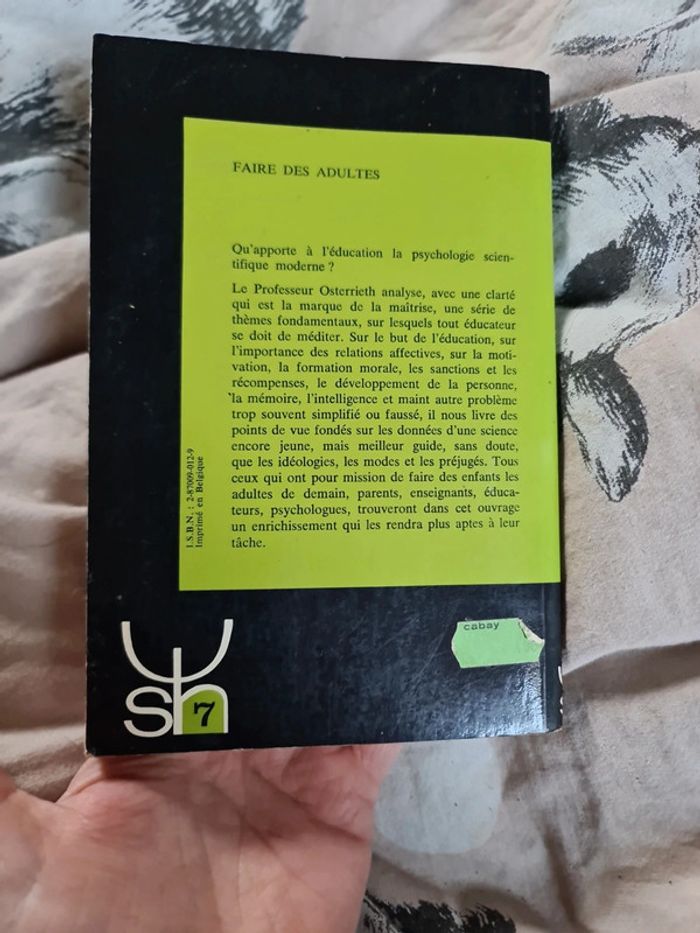 FAIRE DES ADULTES
Qu'apporte à l'éducation la psychologie scien-
tifique moderne ?
Le Professeur Osterrieth analyse, avec une clarté
qui est la marque de la maîtrise, une série de
thèmes fondamentaux, sur lesquels tout éducateur
se doit de méditer. Sur le but de l'éducation, sur
l'importance des relations affectives, sur la moti-
vation, la formation morale, les sanctions et les
récompenses, le développement de la personne,
la mémoire, l'intelligence et maint autre problème
trop souvent simplifié ou faussé, il nous livre des
points de vue fondés sur les données d'une science
encore jeune, mais meilleur guide, sans doute,
que les idéologies, les modes et les préjugés. Tous
ceux qui ont pour mission de faire des enfants les
adultes de demain, parents, enseignants, éduca-
teurs, psychologues, trouveront dans cet ouvrage
un enrichissement qui les rendra plus aptes à leur
tâche.
I.S.B.N. : 2-87009-012-9
Imprimé en Belgique
cabay
sh
7